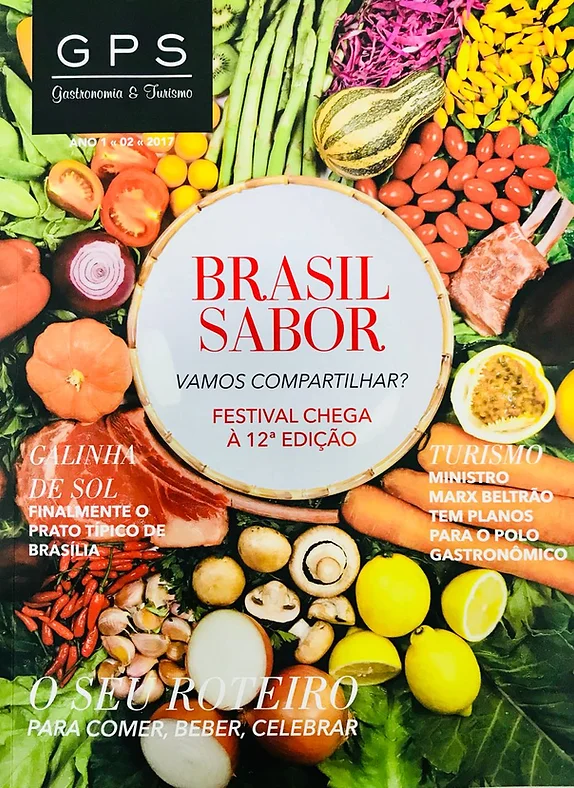 GPS
Gastronomia & Turismo
ANO 1 « 02 « 2017
BRASIL
SABOR
VAMOS COMPARTILHAR?
FESTIVAL CHEGA
À 12ª EDIÇÃO
GALINHA
DE SOL
FINALMENTE O
PRATO TÍPICO DE
BRASÍLIA
TURISMO
MINISTRO
MARX BELTRÃO
TEM PLANOS
PARA O POLO
GASTRONÔMICO
O SEU ROTEIRO
PARA COMER, BEBER, CELEBRAR